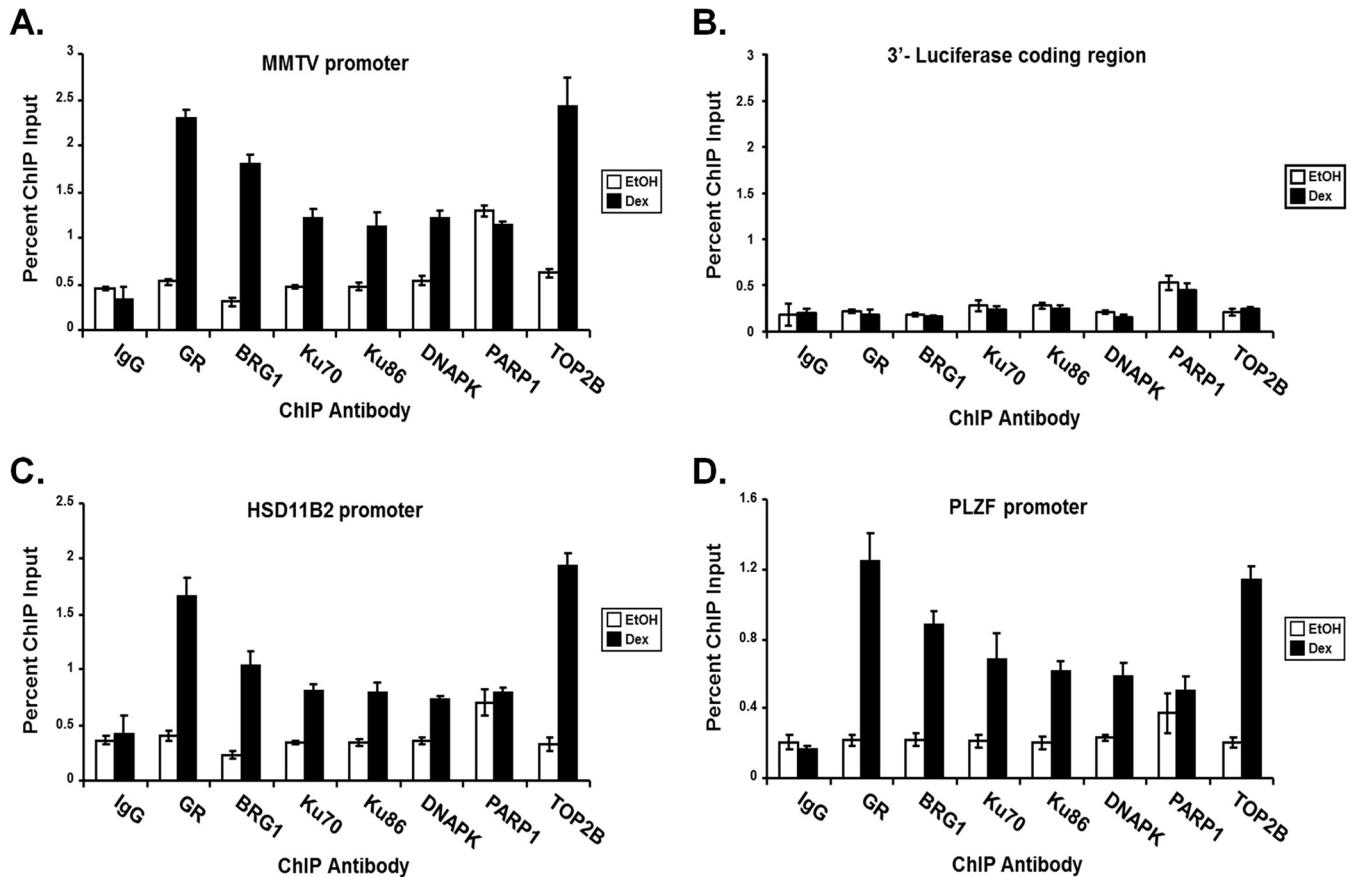 A.
MMTV promoter
Percent ChIP Input
3
2.5
2
1.5
1
0.5
0
EtOH
Dex
IgG
GR
BRG1
Ku70
Ku86
DNAPK
PARP1
TOP2B
ChIP Antibody
B.
3’- Luciferase coding region
Percent ChIP Input
3
2.5
2
1.5
1
0.5
0
EtOH
Dex
IgG
GR
BRG1
Ku70
Ku86
DNAPK
PARP1
TOP2B
ChIP Antibody
C.
HSD11B2 promoter
Percent ChIP Input
2.5
2
1.5
1
0.5
0
EtOH
Dex
IgG
GR
BRG1
Ku70
Ku86
DNAPK
PARP1
TOP2B
ChIP Antibody
D.
PLZF promoter
Percent ChIP Input
1.6
1.2
0.8
0.4
0
EtOH
Dex
IgG
GR
BRG1
Ku70
Ku86
DNAPK
PARP1
TOP2B
ChIP Antibody